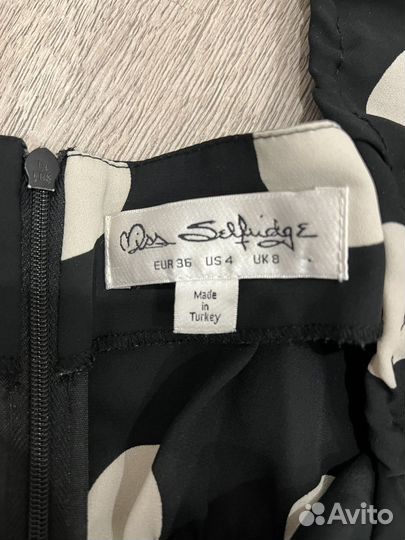 Miss Selfridge
EUR 36 US 4 UK 8
Made
in
Turkey
Avito